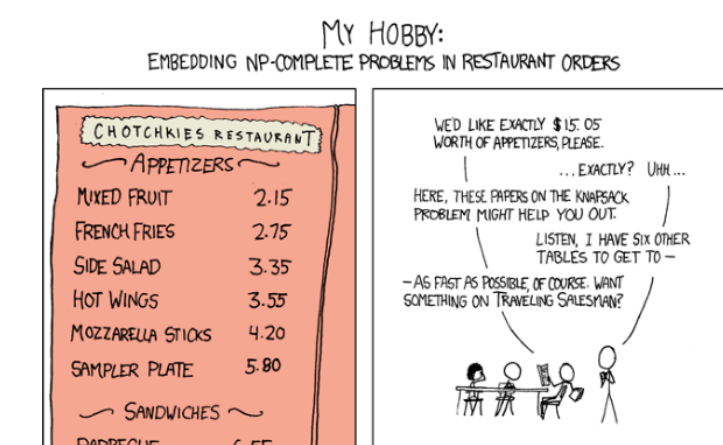 MY HOBBY:
EMBEDDING NP-COMPLETE PROBLEMS IN RESTAURANT ORDERS
CHOTCHKIES RESTAURANT
APPETIZERS
MIXED FRUIT 2.15
FRENCH FRIES 2.75
SIDE SALAD 3.35
HOT WINGS 3.55
MOZZARELLA STICKS 4.20
SAMPLER PLATE 5.80
SANDWICHES
BARBECUE 6.55
WE'D LIKE EXACTLY $15.05
WORTH OF APPETIZERS, PLEASE.
...EXACTLY? UHH...
HERE, THESE PAPERS ON THE KNAPSACK
PROBLEM MIGHT HELP YOU OUT.
LISTEN, I HAVE SIX OTHER
TABLES TO GET TO —
—AS FAST AS POSSIBLE, OF COURSE. WANT
SOMETHING ON TRAVELING SALESMAN?